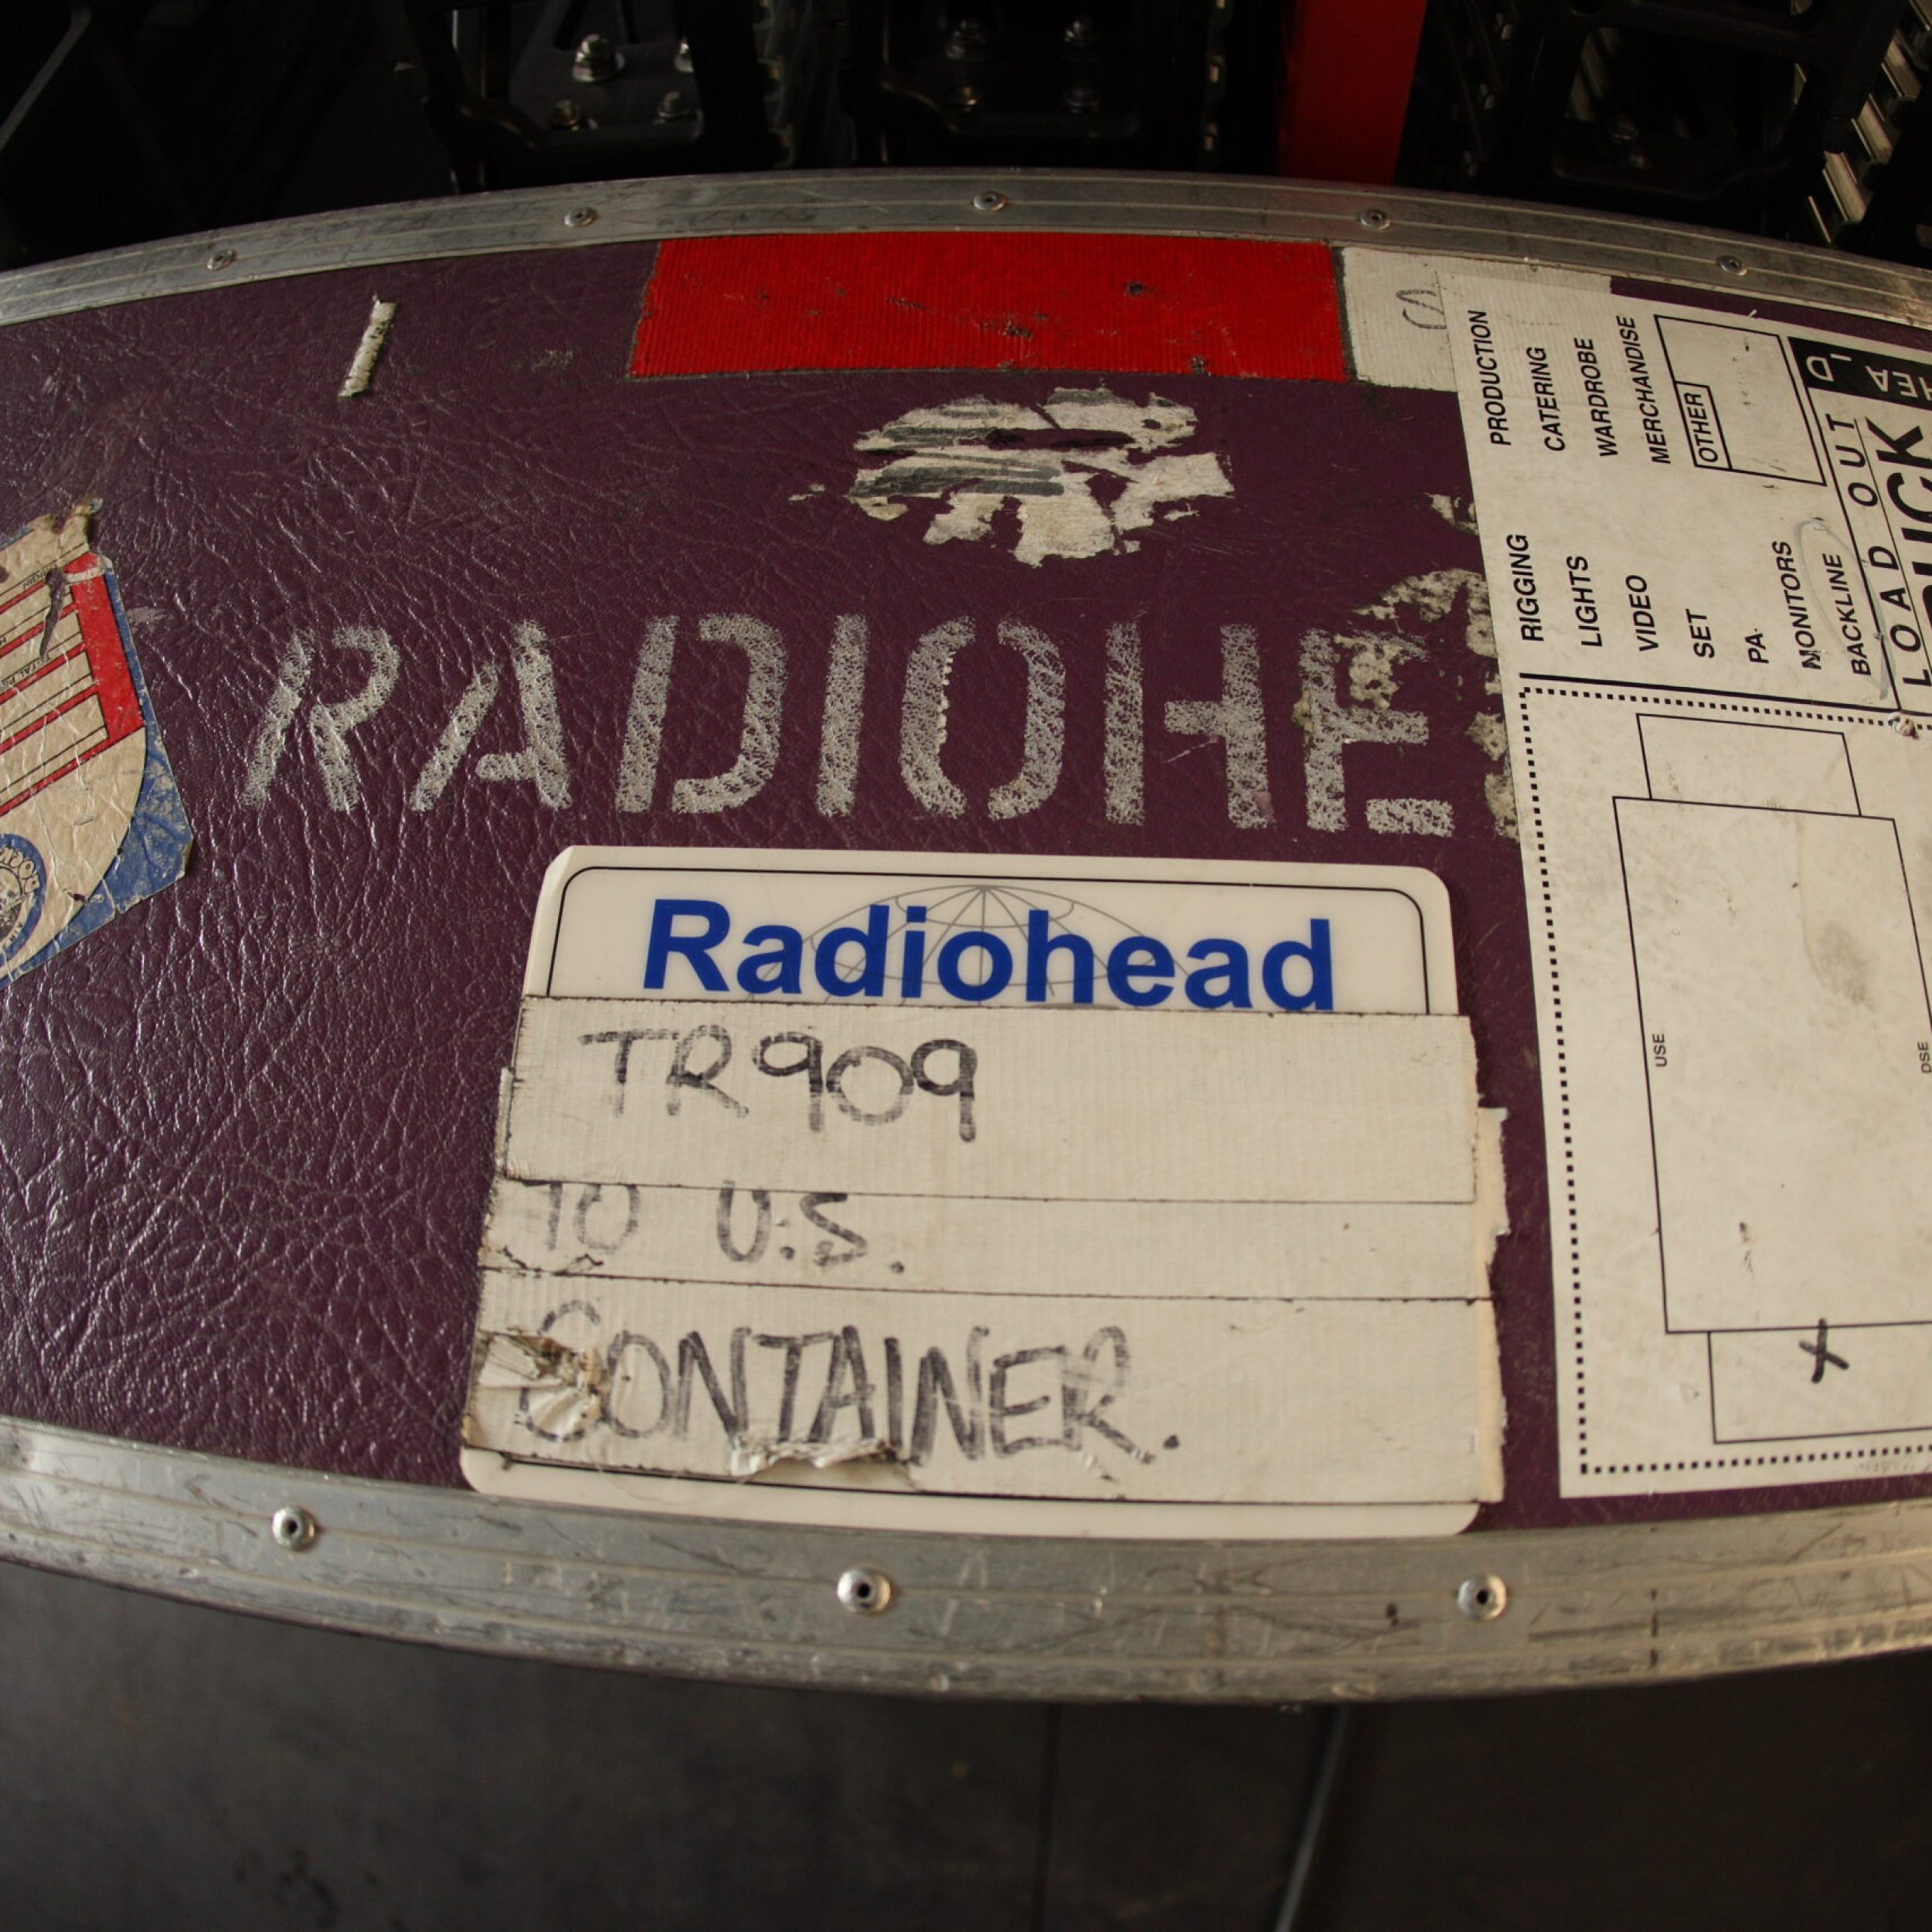 RADIOHE
Radiohead
TR909
TO U.S.
CONTAINER.
PRODUCTION
CATERING
WARDROBE
MERCHANDISE
OTHER
RIGGING
LIGHTS
VIDEO
SET
PA
MONITORS
BACKLINE
LOAD OUT
USE
DSE
X